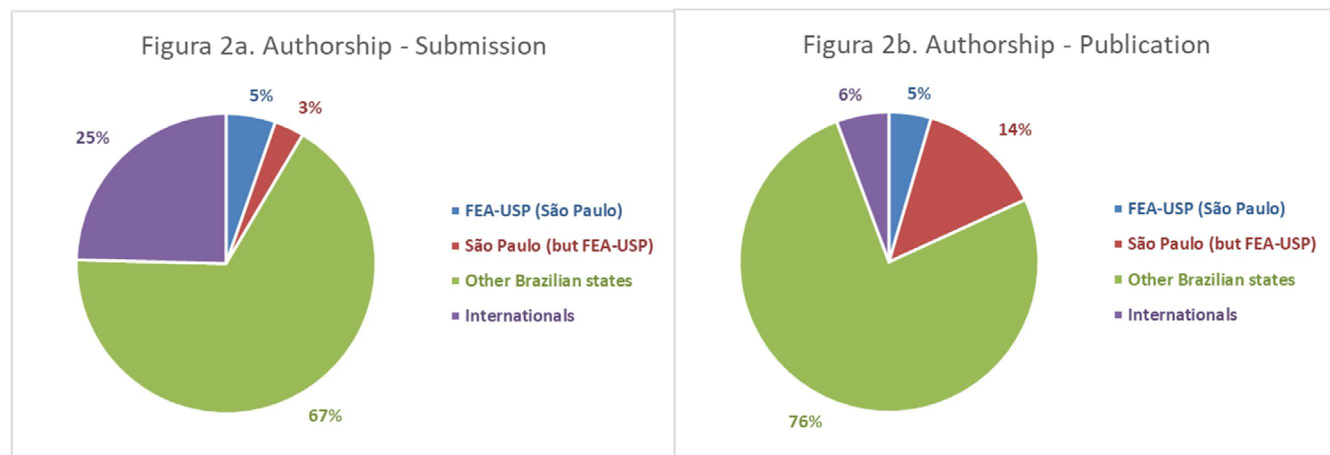 Figura 2a. Authorship - Submission
5%
3%
25%
67%
FEA-USP (São Paulo)
São Paulo (but FEA-USP)
Other Brazilian states
Internationals
Figura 2b. Authorship - Publication
6%
5%
14%
76%
FEA-USP (São Paulo)
São Paulo (but FEA-USP)
Other Brazilian states
Internationals